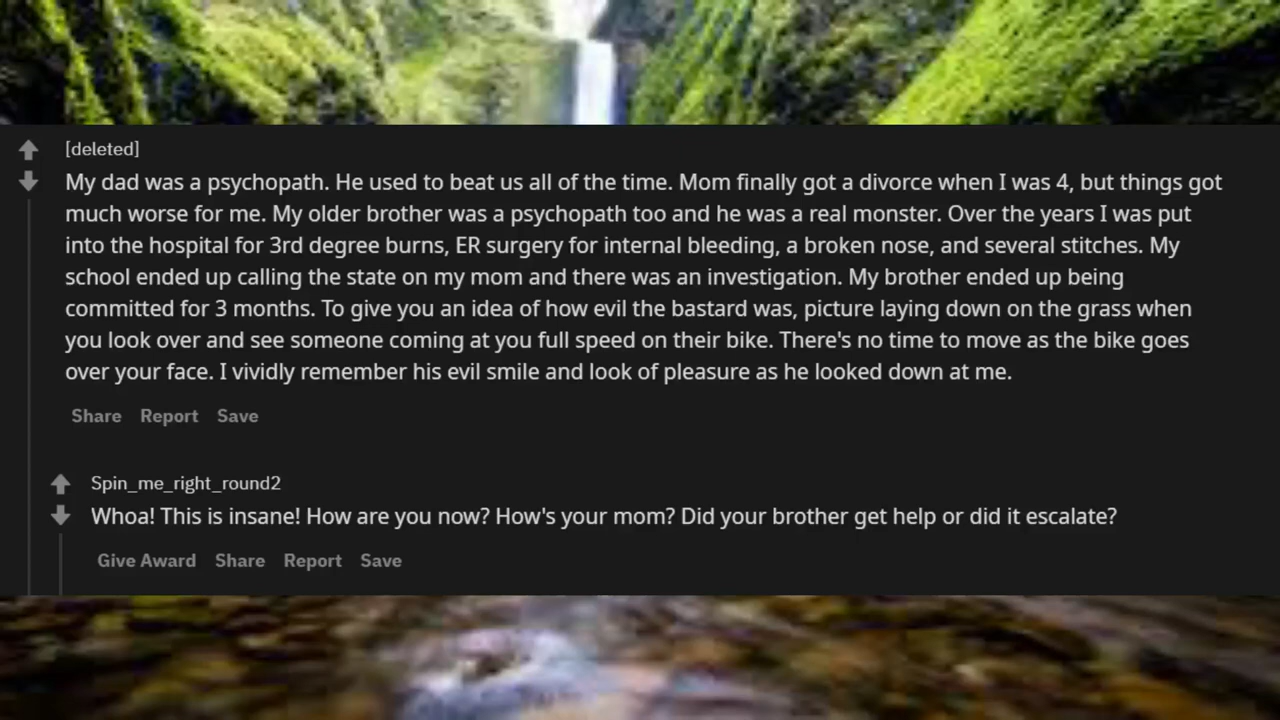 [deleted]
My dad was a psychopath. He used to beat us all of the time. Mom finally got a divorce when I was 4, but things got
much worse for me. My older brother was a psychopath too and he was a real monster. Over the years I was put
into the hospital for 3rd degree burns, ER surgery for internal bleeding, a broken nose, and several stitches. My
school ended up calling the state on my mom and there was an investigation. My brother ended up being
committed for 3 months. To give you an idea of how evil the bastard was, picture laying down on the grass when
you look over and see someone coming at you full speed on their bike. There's no time to move as the bike goes
over your face. I vividly remember his evil smile and look of pleasure as he looked down at me.
Share Report Save
Spin_me_right_round2
Whoa! This is insane! How are you now? How's your mom? Did your brother get help or did it escalate?
Give Award Share Report Save